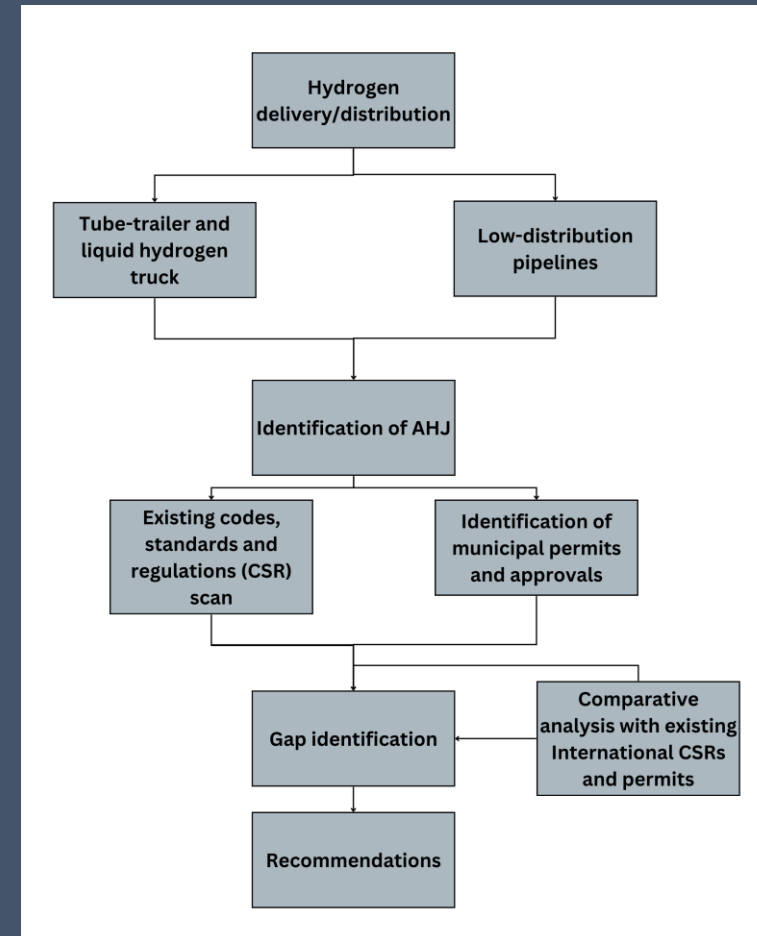 Hydrogen
delivery/distribution
Tube-trailer and
liquid hydrogen
truck
Low-distribution
pipelines
Identification of AHJ
Existing codes,
standards and
regulations (CSR)
scan
Identification of
municipal permits
and approvals
Gap identification
Comparative
analysis with existing
International CSRs
and permits
Recommendations